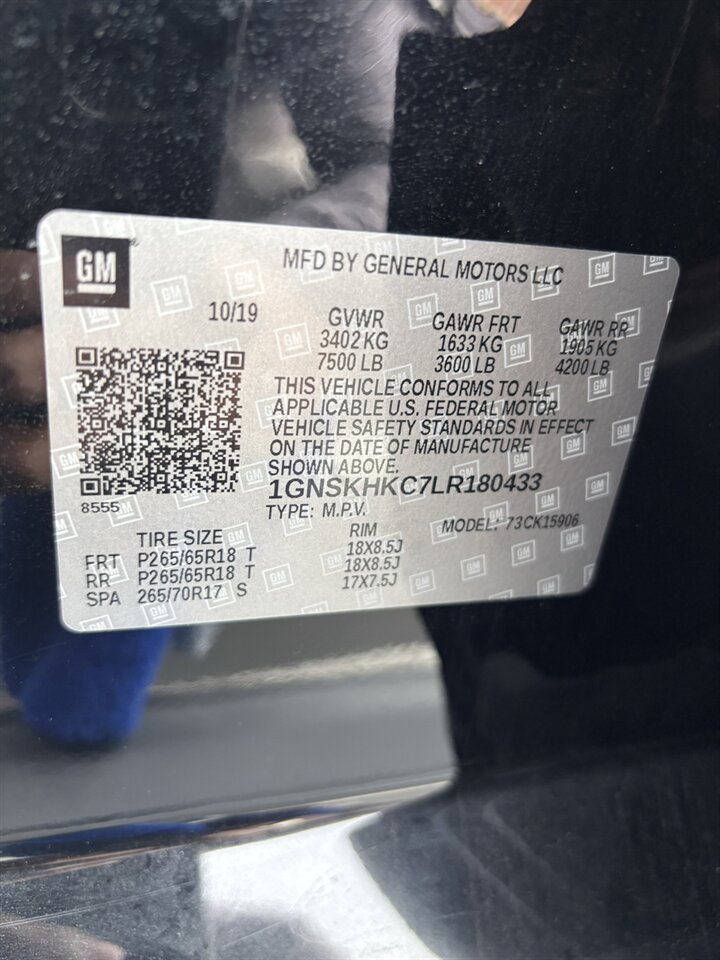 GM
MFD BY GENERAL MOTORS LLC
10/19
GVWR GAWR FRT GAWR RR
3402 KG 1633 KG 1905 KG
7500 LB 3600 LB 4200 LB
THIS VEHICLE CONFORMS TO ALL
APPLICABLE U.S. FEDERAL MOTOR
VEHICLE SAFETY STANDARDS IN EFFECT
ON THE DATE OF MANUFACTURE
SHOWN ABOVE.
1GNSKHKC7LR180433
8555
TYPE: M.P.V. MODEL: 73CK15906
TIRE SIZE RIM
FRT P265/65R18 T 18X8.5J
RR P265/65R18 T 18X8.5J
SPA 265/70R17 S 17X7.5J